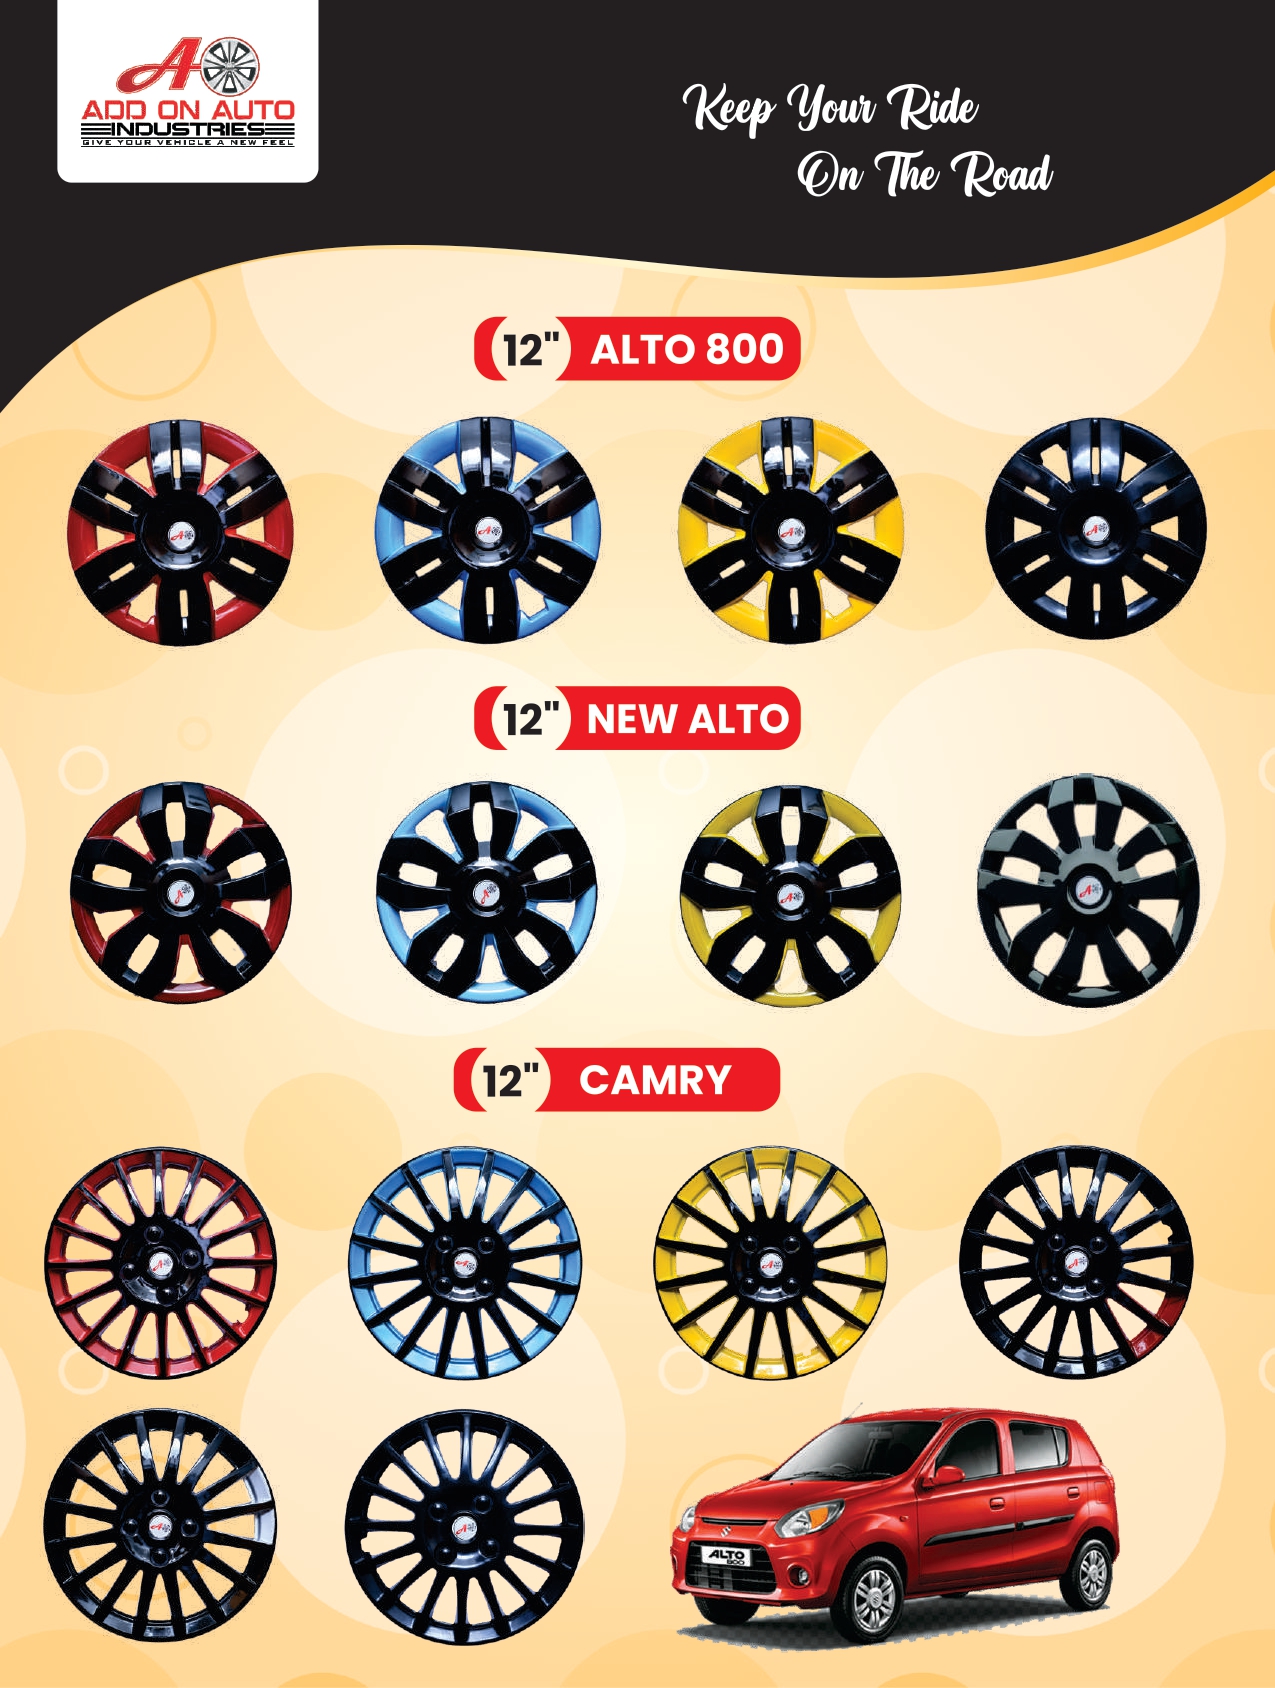 A
ADD ON AUTO
INDUSTRIES
GIVE YOUR VEHICLE A NEW FEEL
Keep Your Ride
On The Road
12" ALTO 800
12" NEW ALTO
12" CAMRY
ALTO
800